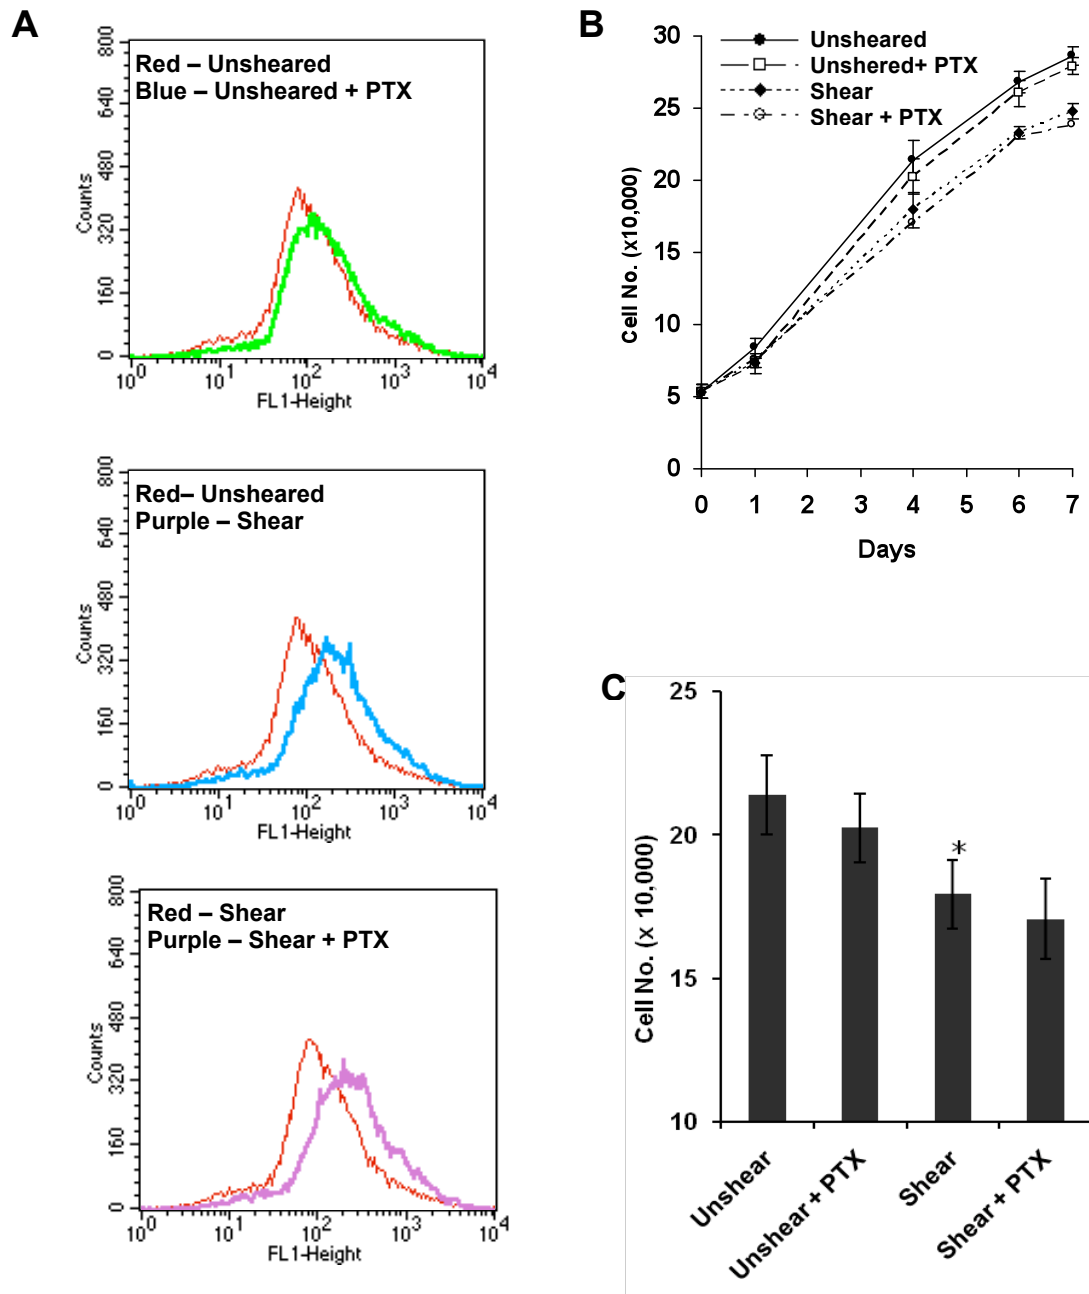 A
800
640
480
320
160
0
Counts
Red – Unsheared
Blue – Unsheared + PTX
10^0 10^1 10^2 10^3 10^4
FL1-Height
800
640
480
320
160
0
Counts
Red– Unsheared
Purple – Shear
10^0 10^1 10^2 10^3 10^4
FL1-Height
800
640
480
320
160
0
Counts
Red – Shear
Purple – Shear + PTX
10^0 10^1 10^2 10^3 10^4
FL1-Height
B
Unsheared
Unshered+ PTX
Shear
Shear + PTX
30
25
20
15
10
5
0
Cell No. (x10,000)
0 1 2 3 4 5 6 7
Days
C
25
20
15
10
Cell No. (x 10,000)
*
Unshear
Unshear + PTX
Shear
Shear + PTX